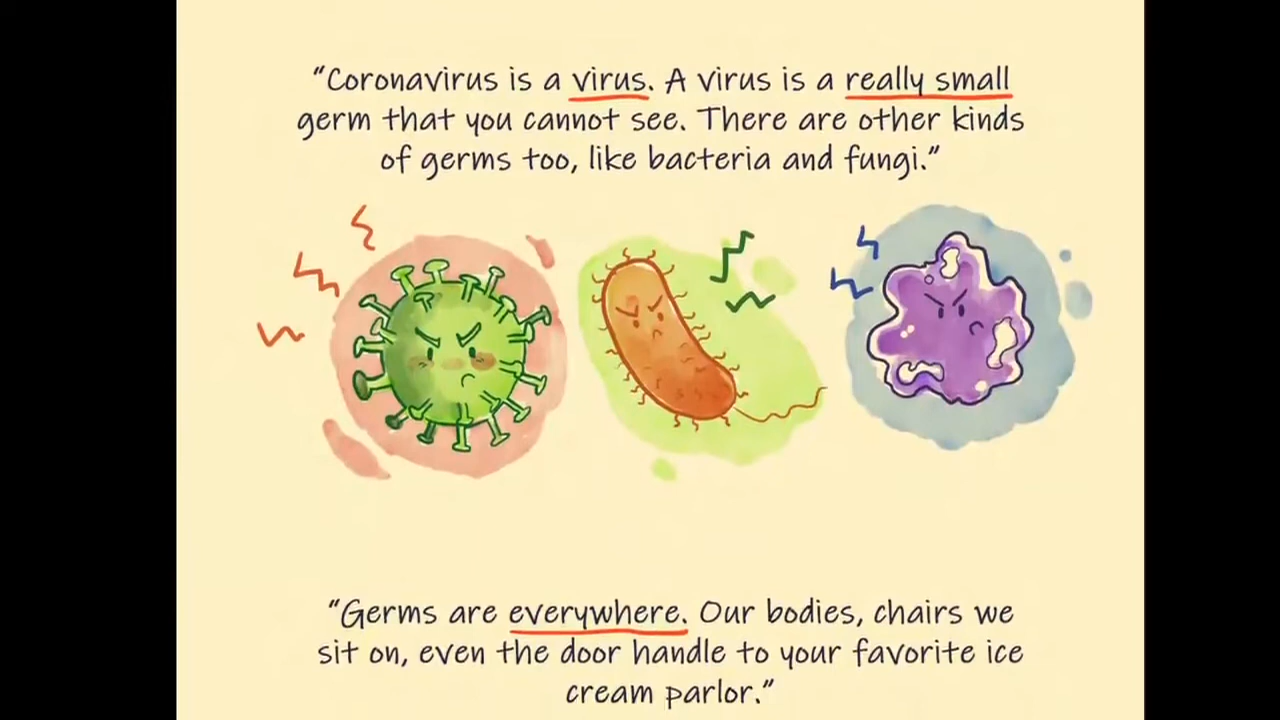 “Coronavirus is a virus. A virus is a really small
germ that you cannot see. There are other kinds
of germs too, like bacteria and fungi.”
“Germs are everywhere. Our bodies, chairs we
sit on, even the door handle to your favorite ice
cream parlor.”